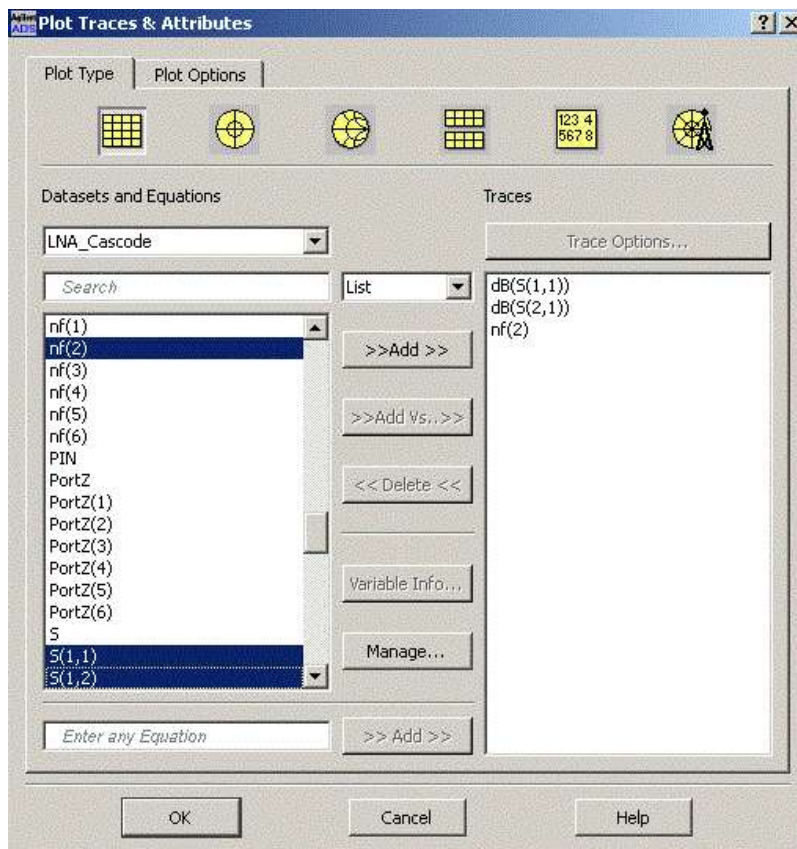 Agilent
ADS
Plot Traces & Attributes
Plot Type
Plot Options
123 4
567 8
Datasets and Equations
Traces
LNA_Cascode
Trace Options...
Search
List
nf(1)
nf(2)
nf(3)
nf(4)
nf(5)
nf(6)
PIN
PortZ
PortZ(1)
PortZ(2)
PortZ(3)
PortZ(4)
PortZ(5)
PortZ(6)
S
S(1,1)
S(1,2)
>>Add >>
>>Add Vs..>>
<< Delete <<
Variable Info...
Manage...
dB(S(1,1))
dB(S(2,1))
nf(2)
Enter any Equation
>> Add >>
OK
Cancel
Help